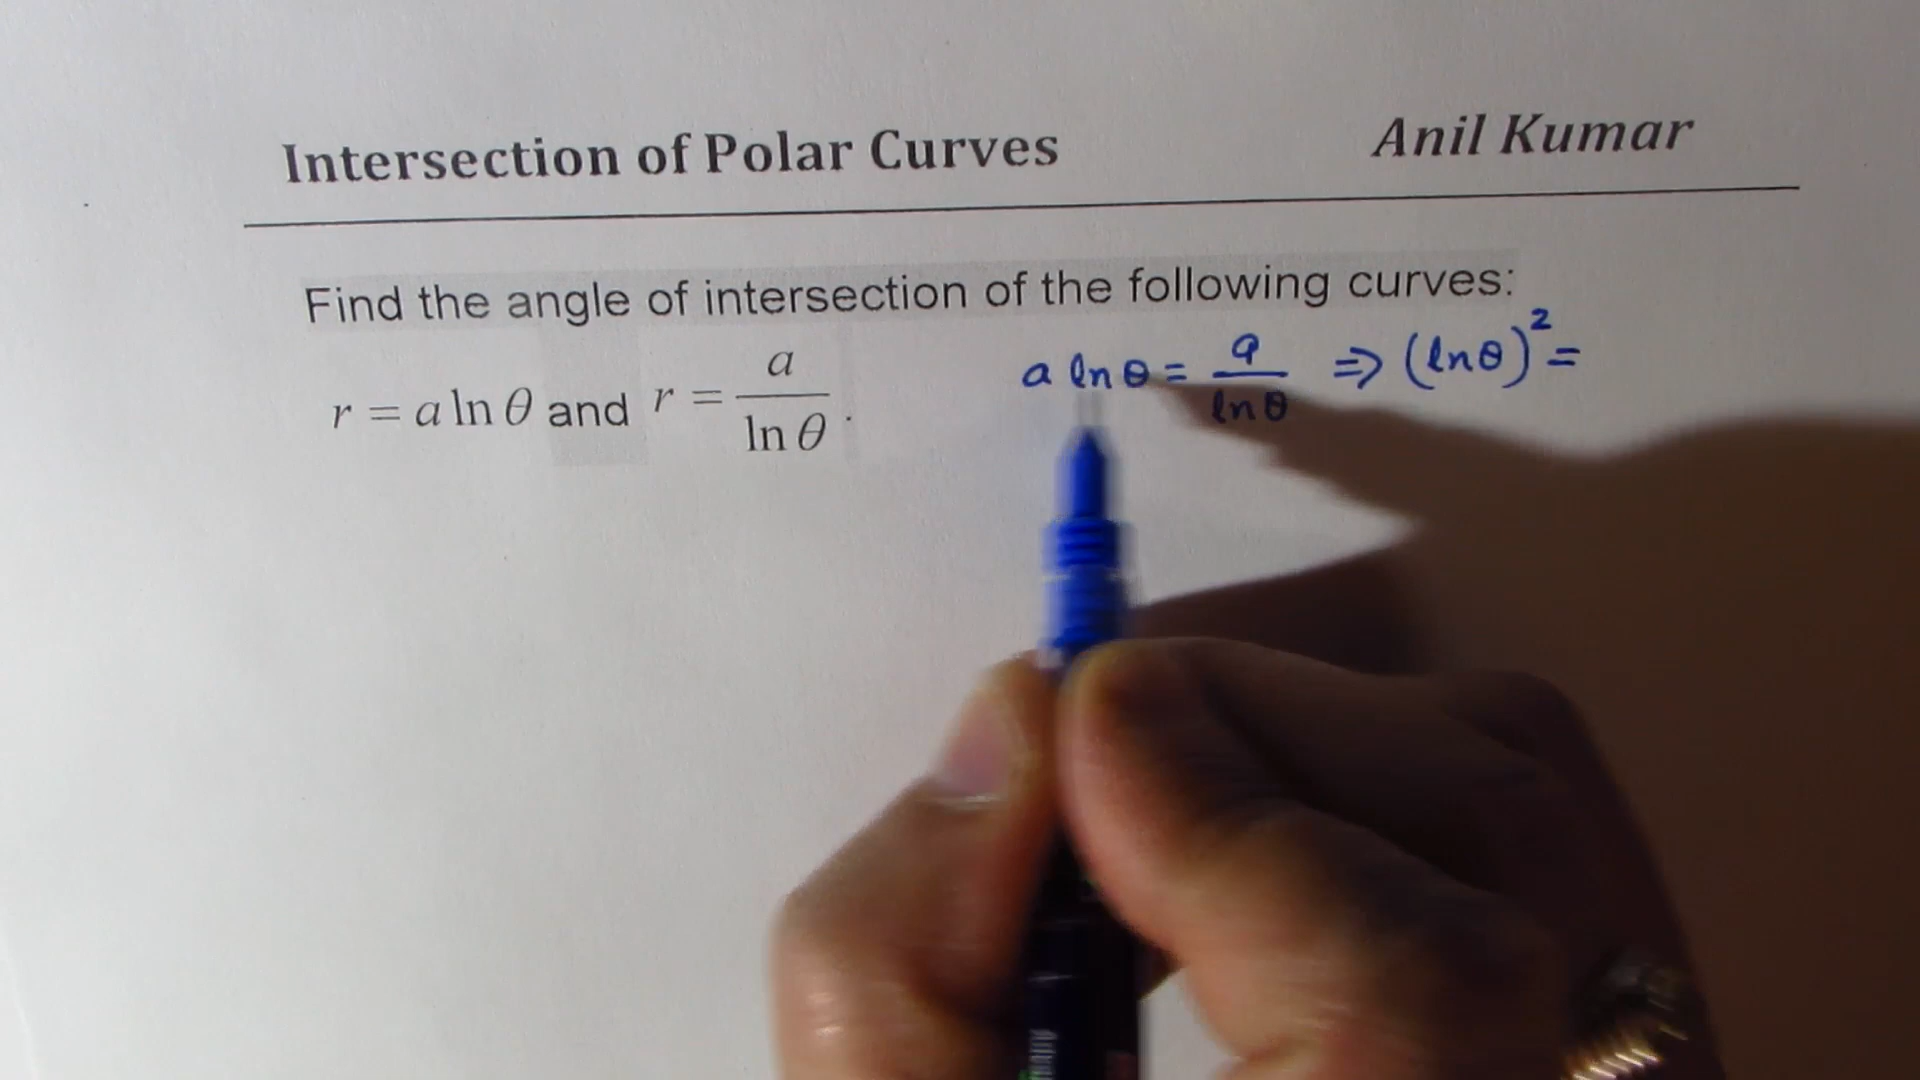 Intersection of Polar Curves Anil Kumar
Find the angle of intersection of the following curves:
r = a ln θ and r = a / ln θ .
a ln θ = a / ln θ ⇒ (ln θ)² =